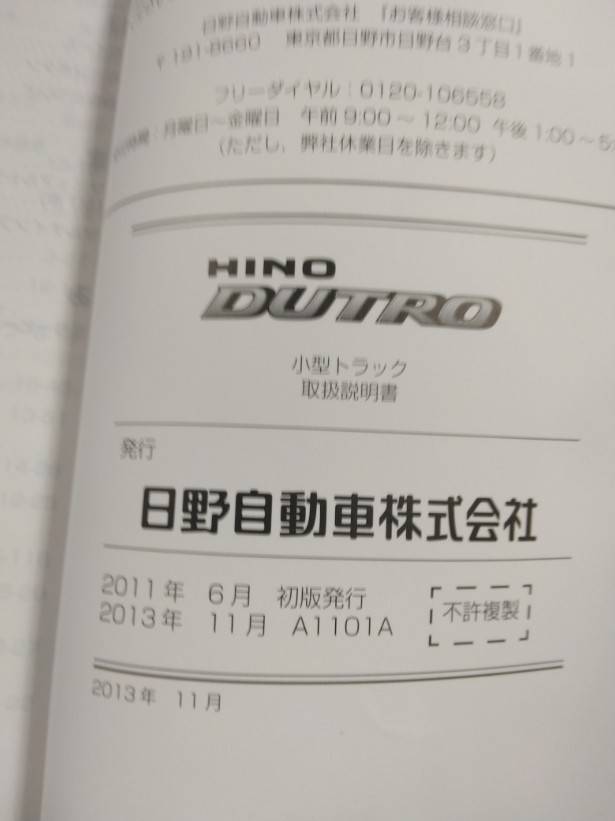 日野自動車株式会社 「お客様相談窓口」
〒191-8660 東京都日野市日野台3丁目1番地1
フリーダイヤル:0120-106558
:月曜日～金曜日 午前9:00～12:00 午後1:00～5:
(ただし、弊社休業日を除きます)
HINO
DUTRO
小型トラック
取扱説明書
発行
日野自動車株式会社
2011年 6月 初版発行
2013年 11月 A1101A
不許複製
2013年 11月